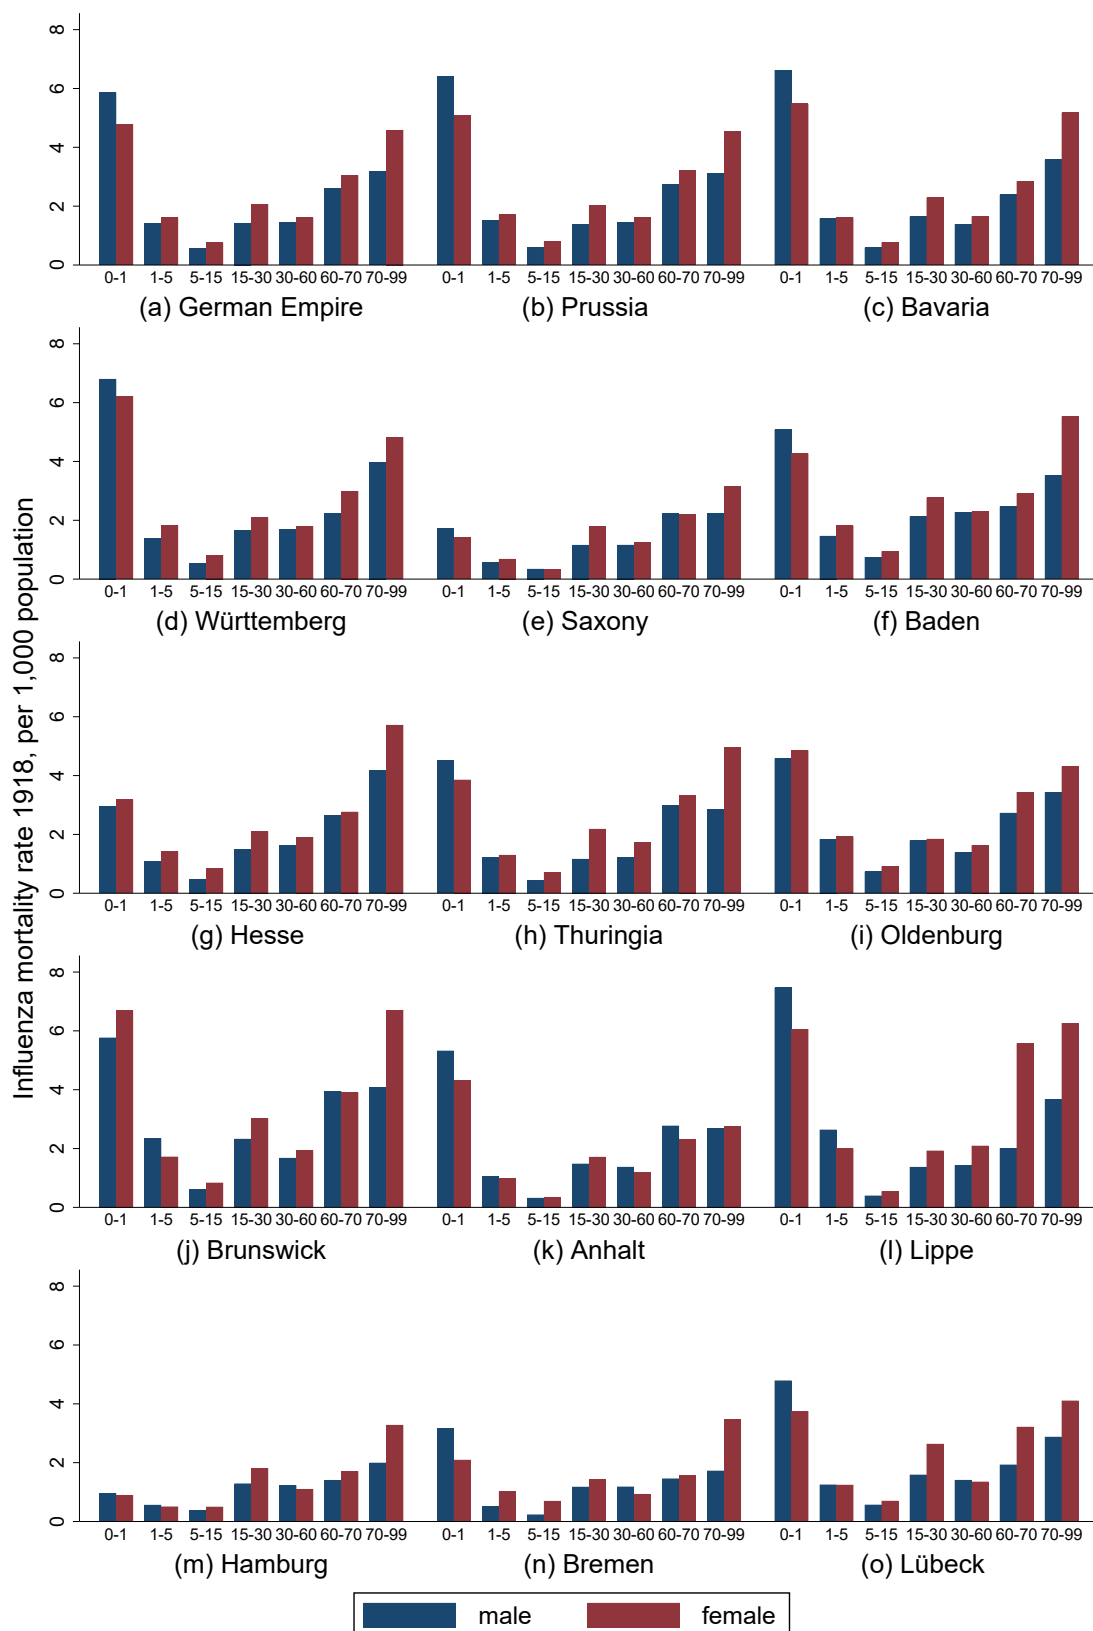 Influenza mortality rate 1918, per 1,000 population
8
6
4
2
0
0-1 1-5 5-15 15-30 30-60 60-70 70-99
0-1 1-5 5-15 15-30 30-60 60-70 70-99
0-1 1-5 5-15 15-30 30-60 60-70 70-99
(a) German Empire
(b) Prussia
(c) Bavaria
8
6
4
2
0
0-1 1-5 5-15 15-30 30-60 60-70 70-99
0-1 1-5 5-15 15-30 30-60 60-70 70-99
0-1 1-5 5-15 15-30 30-60 60-70 70-99
(d) Württemberg
(e) Saxony
(f) Baden
8
6
4
2
0
0-1 1-5 5-15 15-30 30-60 60-70 70-99
0-1 1-5 5-15 15-30 30-60 60-70 70-99
0-1 1-5 5-15 15-30 30-60 60-70 70-99
(g) Hesse
(h) Thuringia
(i) Oldenburg
8
6
4
2
0
0-1 1-5 5-15 15-30 30-60 60-70 70-99
0-1 1-5 5-15 15-30 30-60 60-70 70-99
0-1 1-5 5-15 15-30 30-60 60-70 70-99
(j) Brunswick
(k) Anhalt
(l) Lippe
8
6
4
2
0
0-1 1-5 5-15 15-30 30-60 60-70 70-99
0-1 1-5 5-15 15-30 30-60 60-70 70-99
0-1 1-5 5-15 15-30 30-60 60-70 70-99
(m) Hamburg
(n) Bremen
(o) Lübeck
male
female